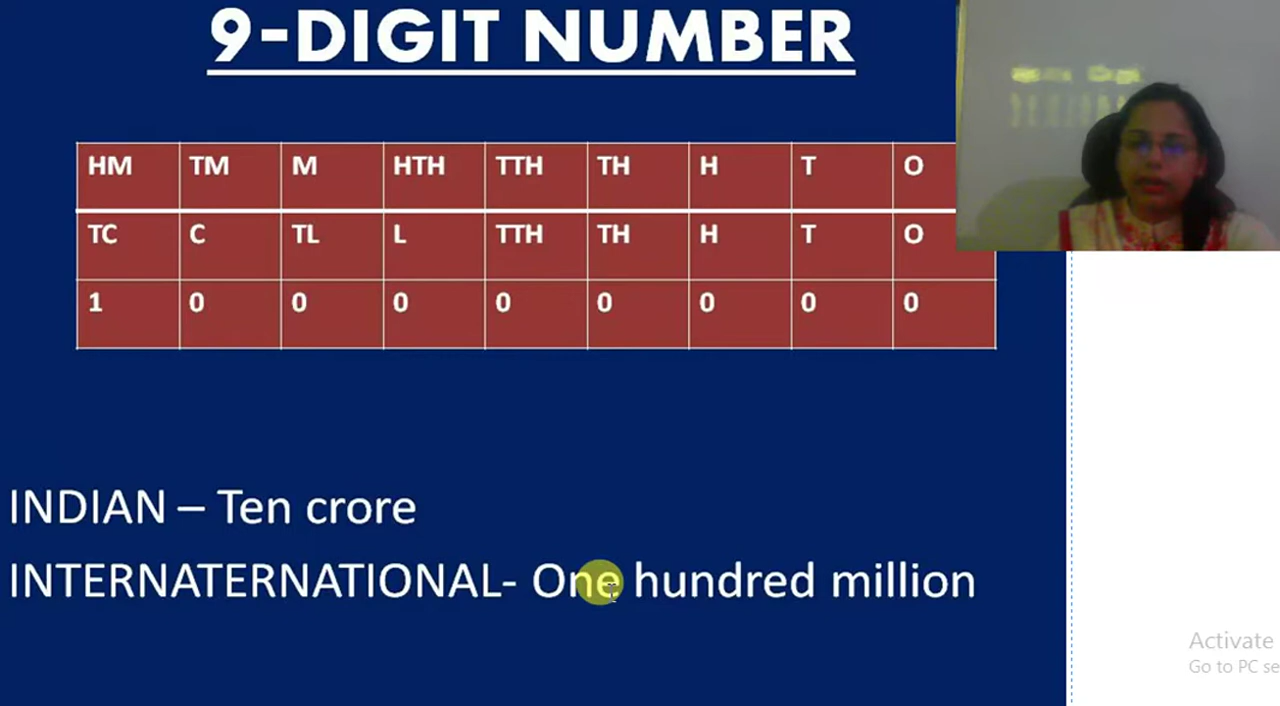 9-DIGIT NUMBER
HM TM M HTH TTH TH H T O
TC C TL L TTH TH H T O
1 0 0 0 0 0 0 0 0
INDIAN – Ten crore
INTERNATERNATIONAL- One hundred million
Activate
Go to PC se